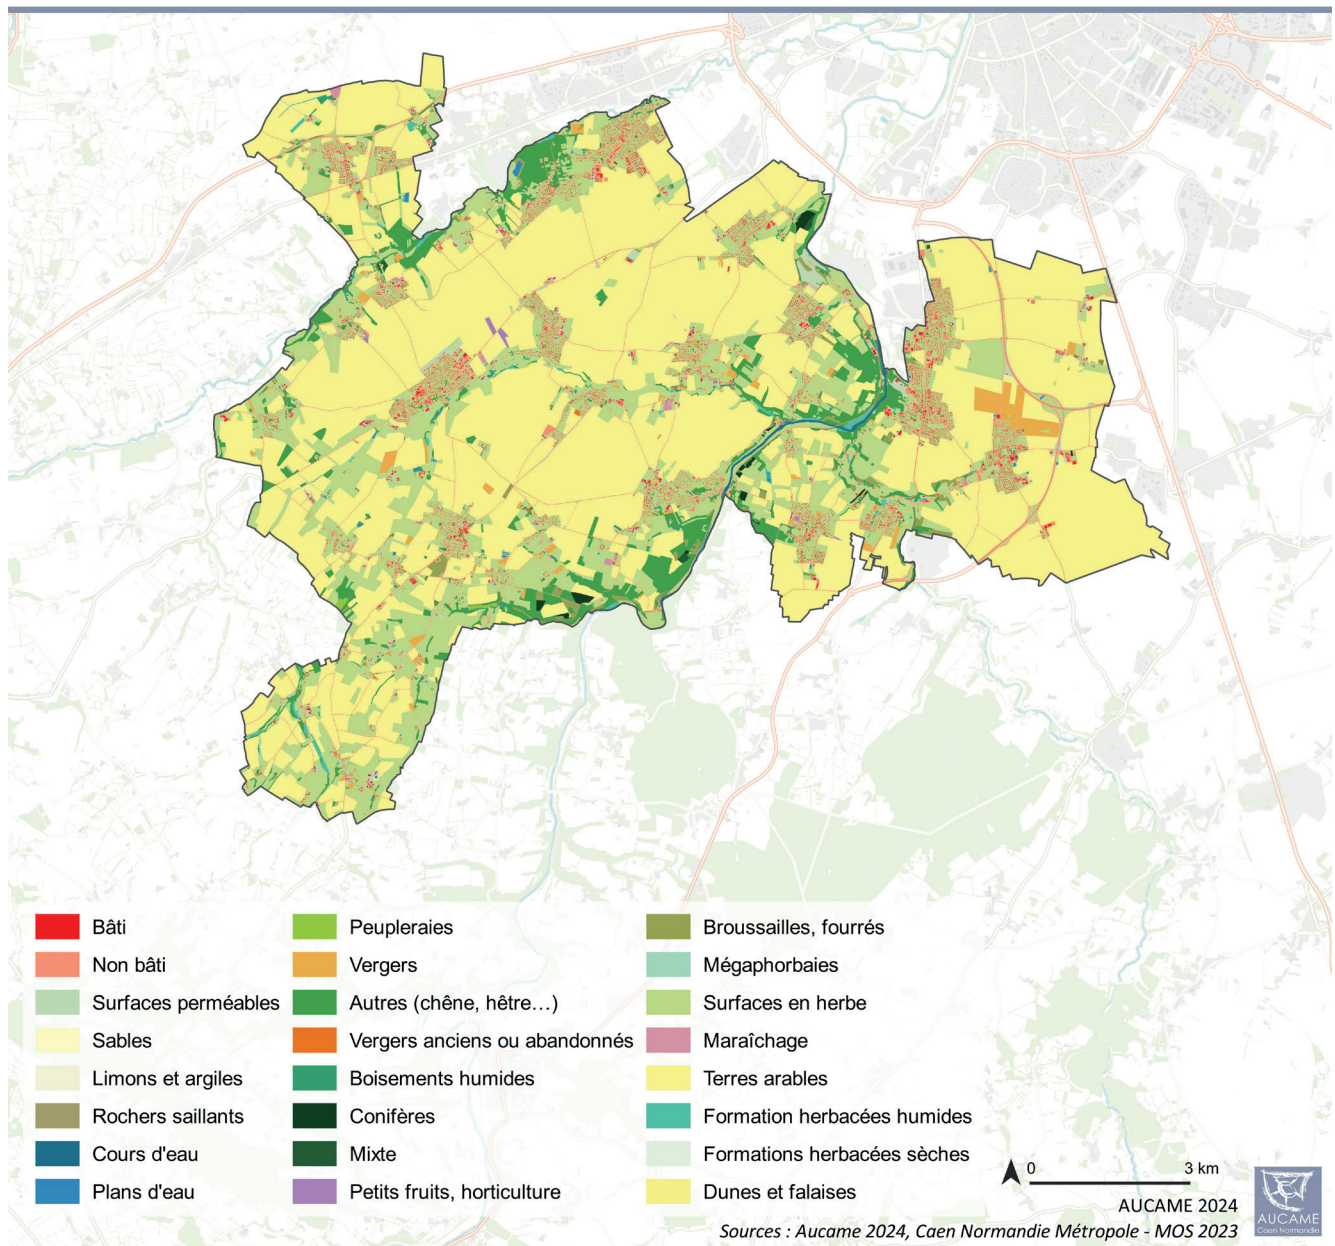 Bâti
Non bâti
Surfaces perméables
Sables
Limons et argiles
Rochers saillants
Cours d'eau
Plans d'eau
Peupleraies
Vergers
Autres (chêne, hêtre…)
Vergers anciens ou abandonnés
Boisements humides
Conifères
Mixte
Petits fruits, horticulture
Broussailles, fourrés
Mégaphorbaies
Surfaces en herbe
Maraîchage
Terres arables
Formation herbacées humides
Formations herbacées sèches
Dunes et falaises
0 3 km
AUCAME 2024
Sources : Aucame 2024, Caen Normandie Métropole - MOS 2023
AUCAME
Caen Normandie